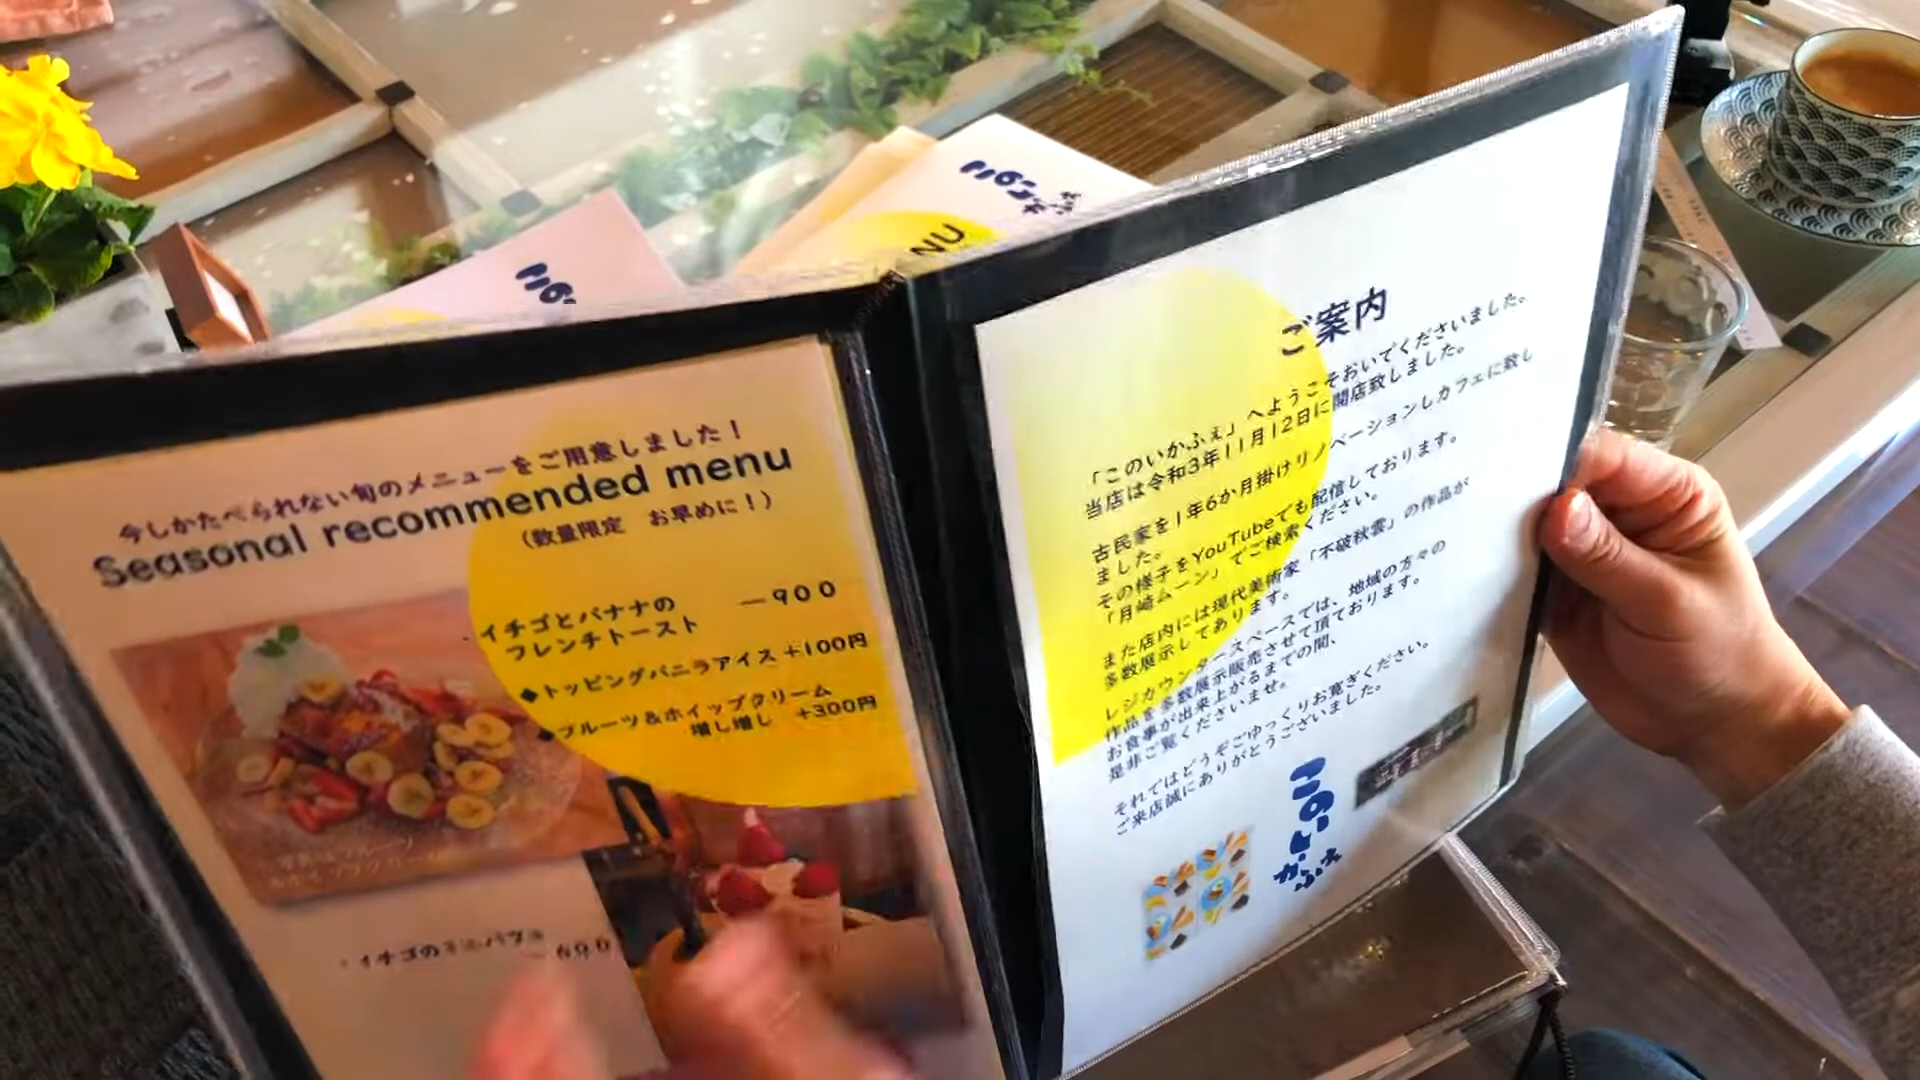 今しかたべられない旬のメニューをご用意しました！
Seasonal recommended menu
（数量限定　お早めに！）
イチゴとバナナの
フレンチトースト
—900
◆トッピングバニラアイス +100円
◆フルーツ＆ホイップクリーム
増し増し　+300円
・イチゴのミニパフェ
690
MENU
ご案内
「このいかふぇ」へようこそおいでくださいました。
当店は令和3年11月12日に開店致しました。
古民家を1年6か月掛けリノベーションしカフェに致し
ました。
その様子をYouTubeでも配信しております。
「月崎ムーン」でご検索ください。
また店内には現代美術家「不破秋雲」の作品が
多数展示してあります。
レジカウンタースペースでは、地域の方々の
作品を多数展示販売させて頂ております。
お食事が出来上がるまでの間、
是非ご覧くださいませ。
それではどうぞごゆっくりお寛ぎください。
ご来店誠にありがとうございました。
このい
かふぇ